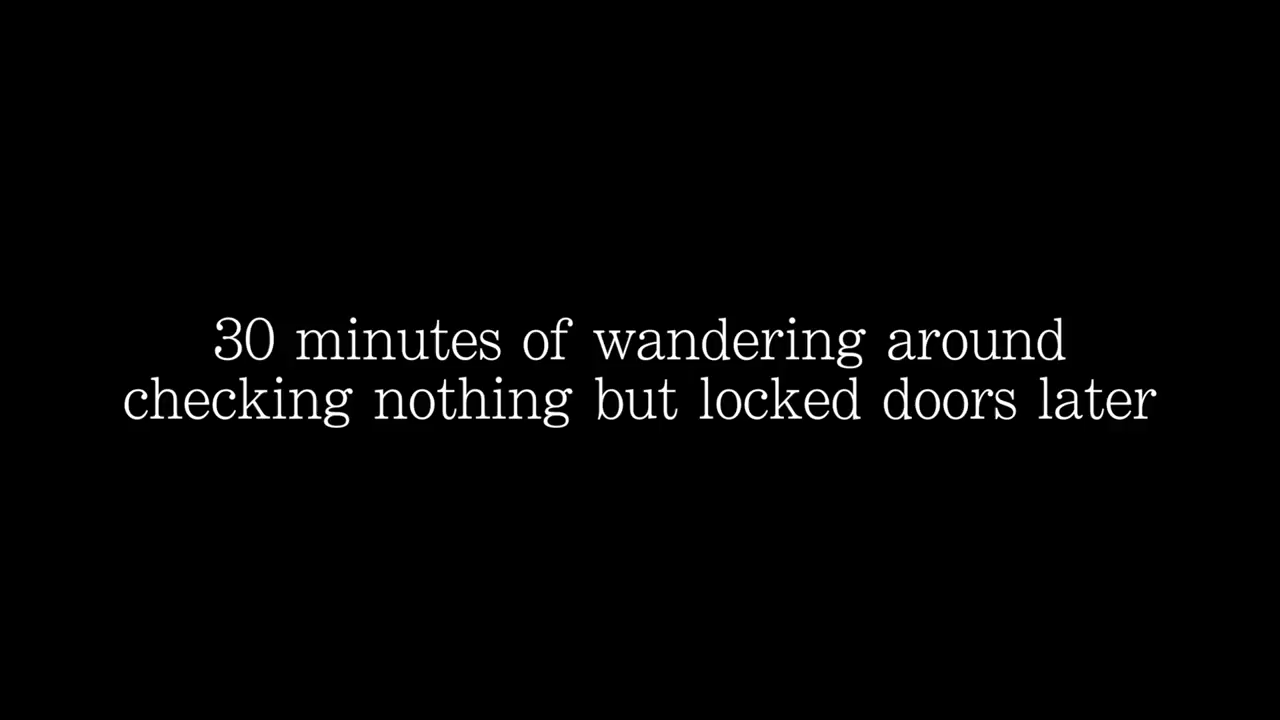 30 minutes of wandering around
checking nothing but locked doors later